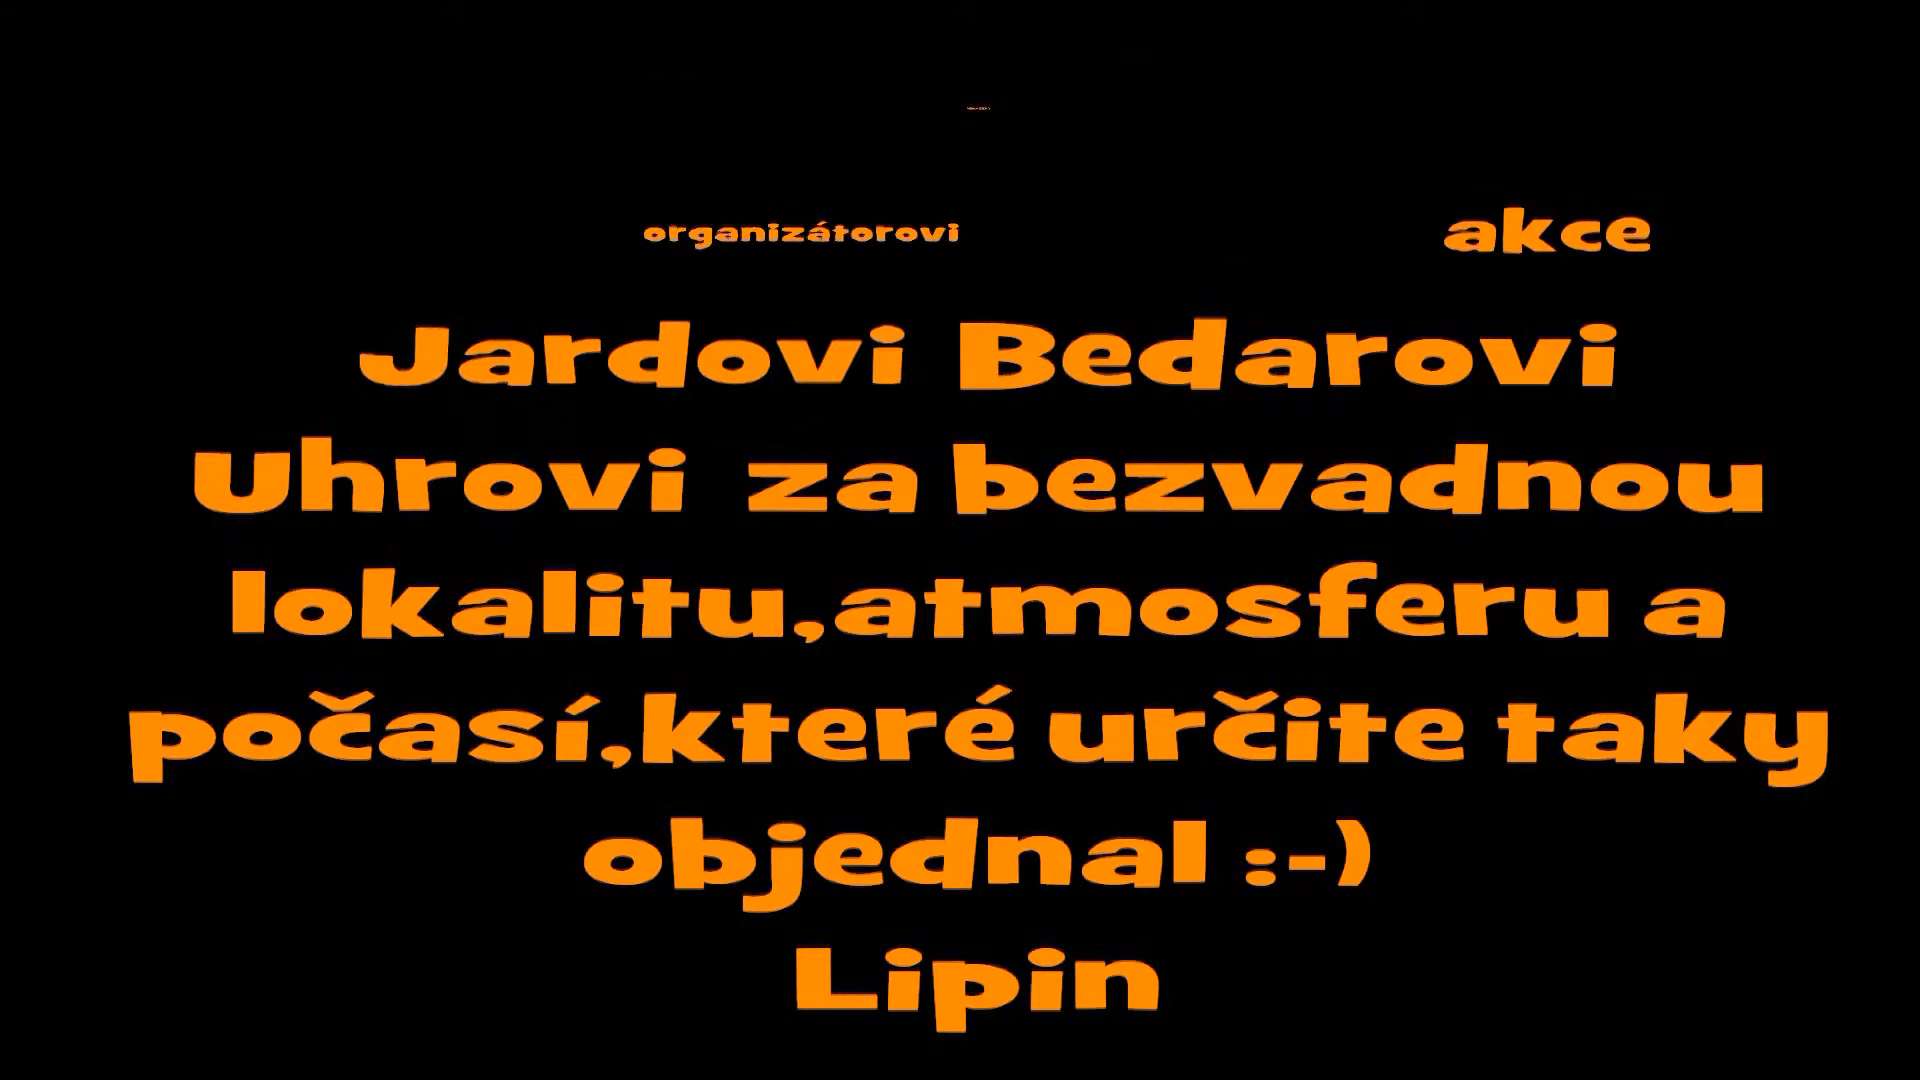 organizátorovi akce
Jardovi Bedarovi
Uhrovi za bezvadnou
lokalitu,atmosferu a
počasí,které určite taky
objednal :-)
Lipin